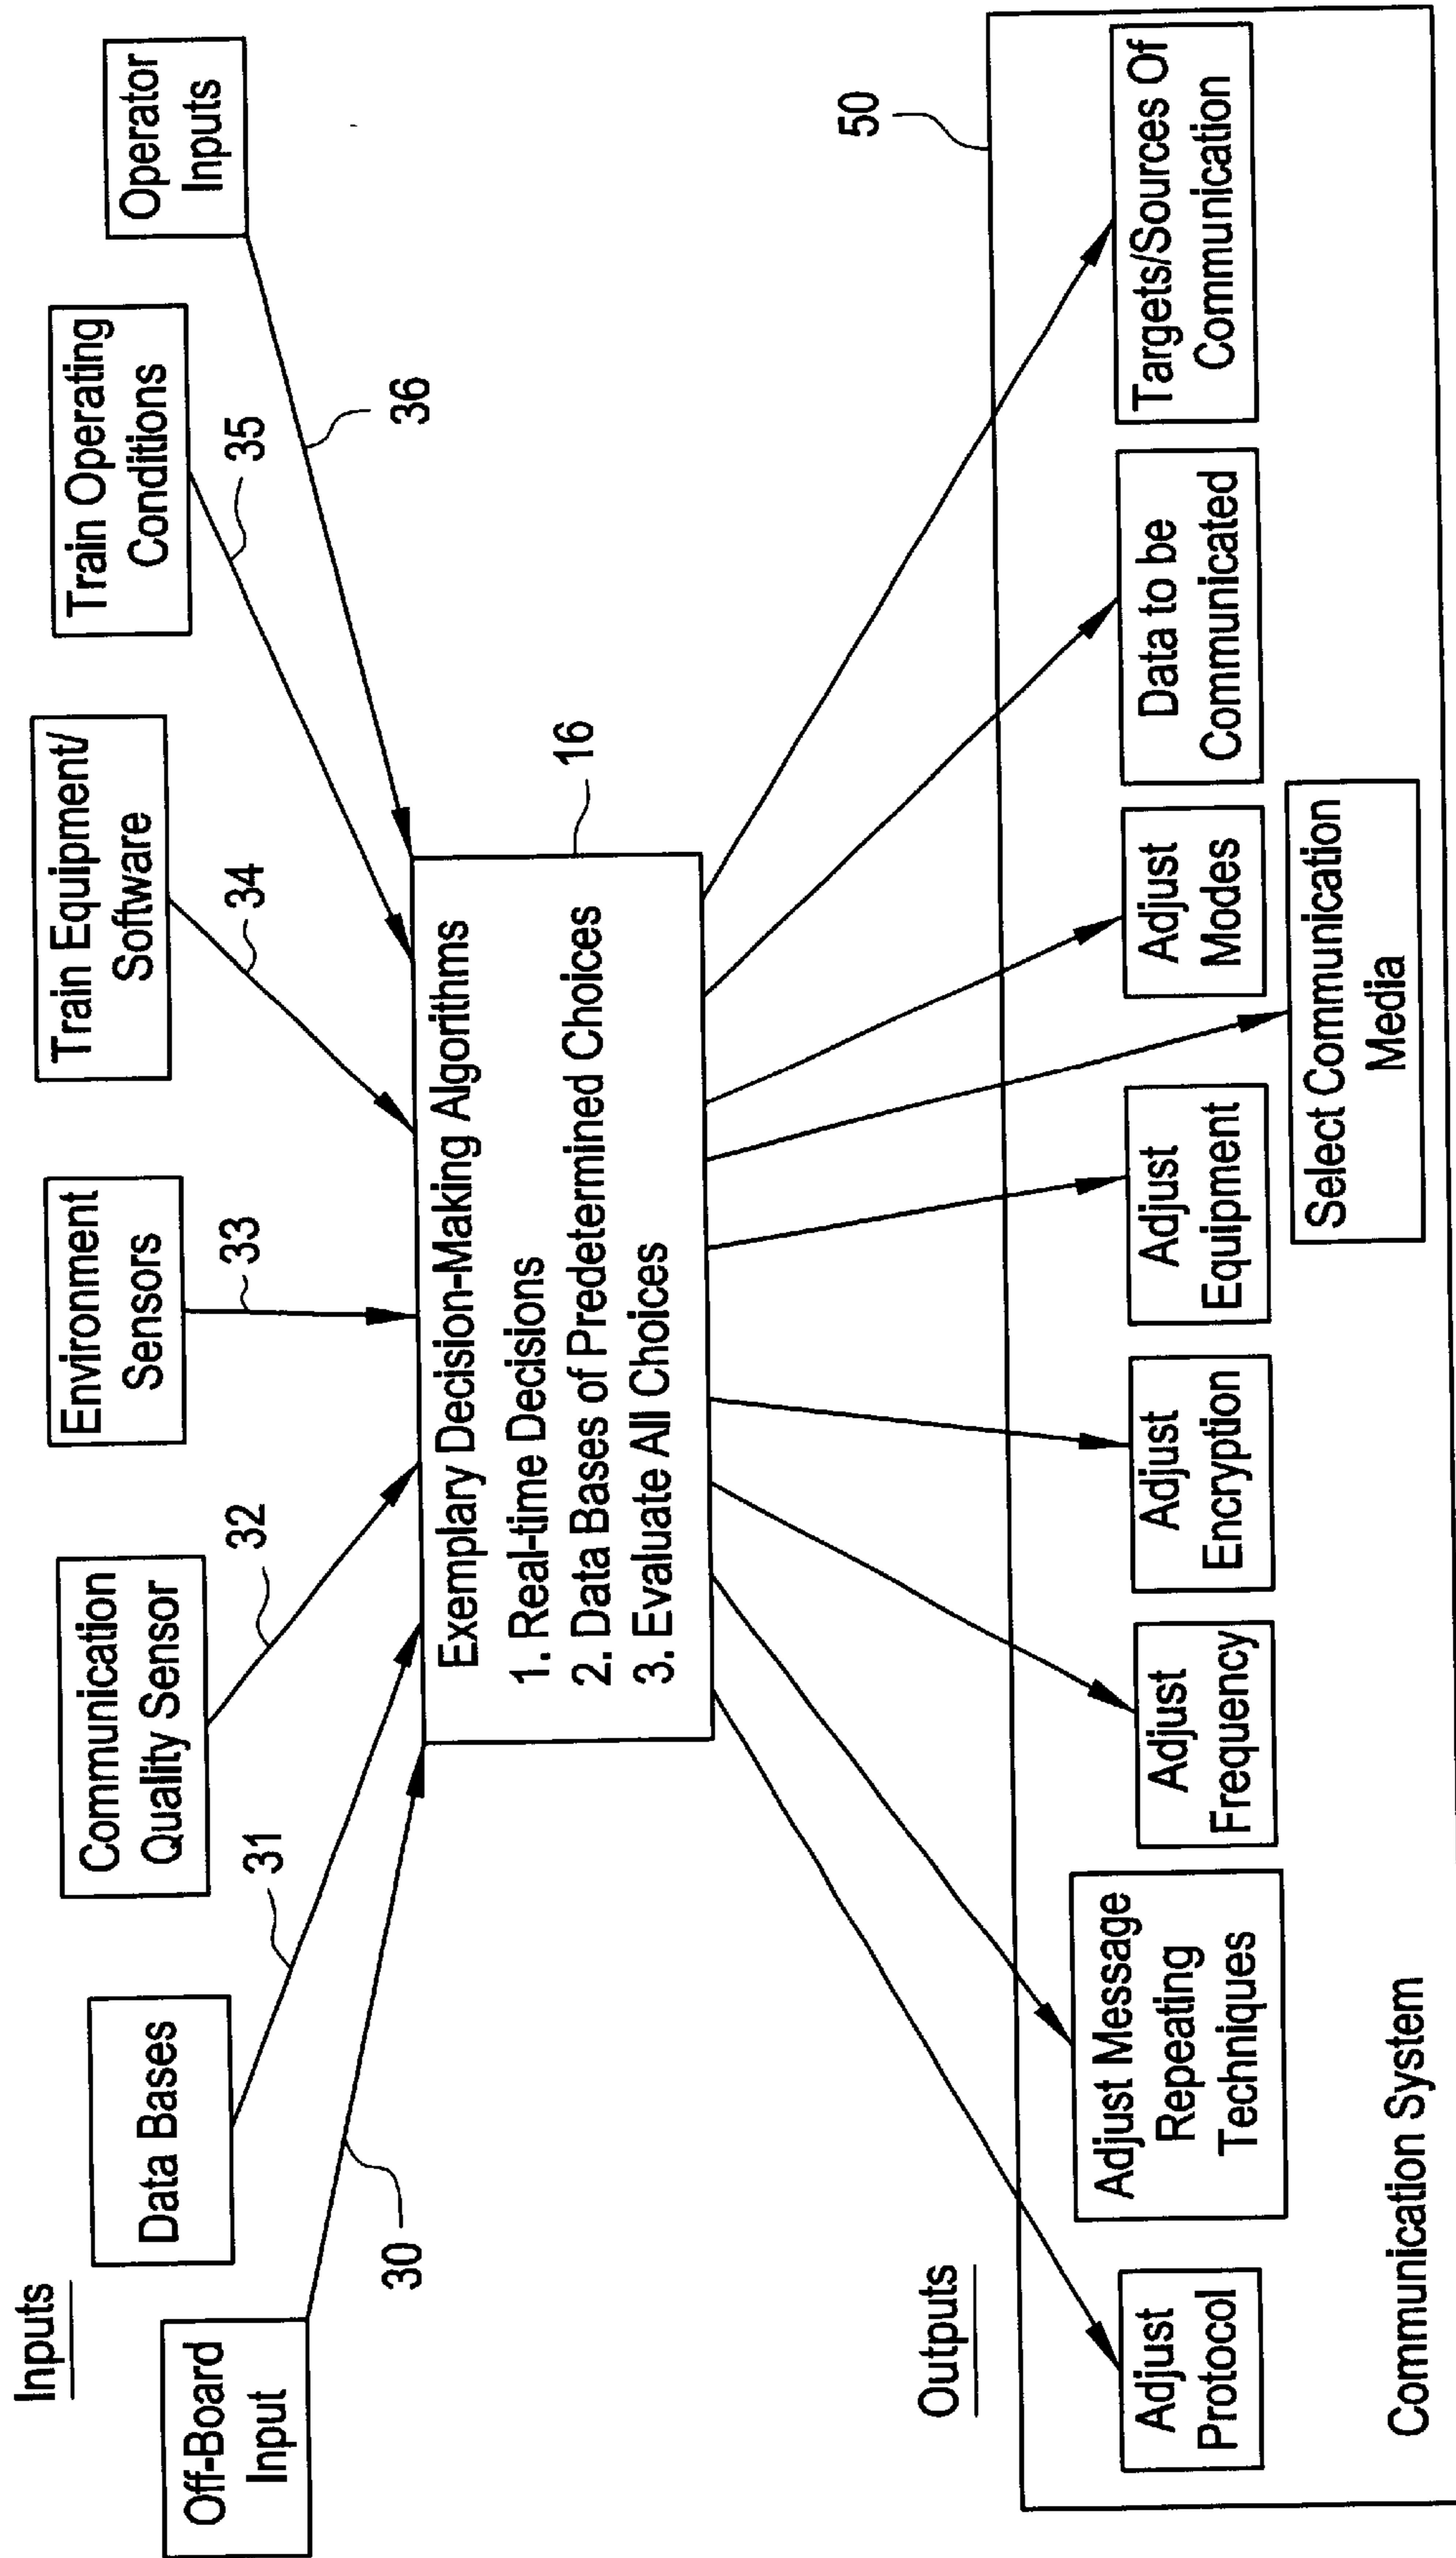 Inputs
Off-Board
Input
Data Bases
Communication
Quality Sensor
Environment
Sensors
Train Equipment/
Software
Train Operating
Conditions
Operator
Inputs
30
31
32
33
34
35
36
Exemplary Decision-Making Algorithms
1. Real-time Decisions
2. Data Bases of Predetermined Choices
3. Evaluate All Choices
16
Outputs
50
Adjust
Protocol
Adjust Message
Repeating
Techniques
Adjust
Frequency
Adjust
Encryption
Adjust
Equipment
Select Communication
Media
Adjust
Modes
Data to be
Communicated
Targets/Sources Of
Communication
Communication System